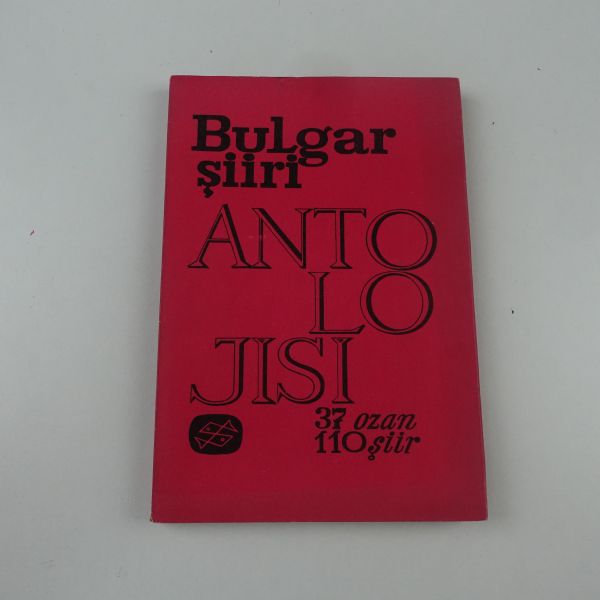 Bulgar
şiiri
ANTO
LO
JISI
37 ozan
110 şiir